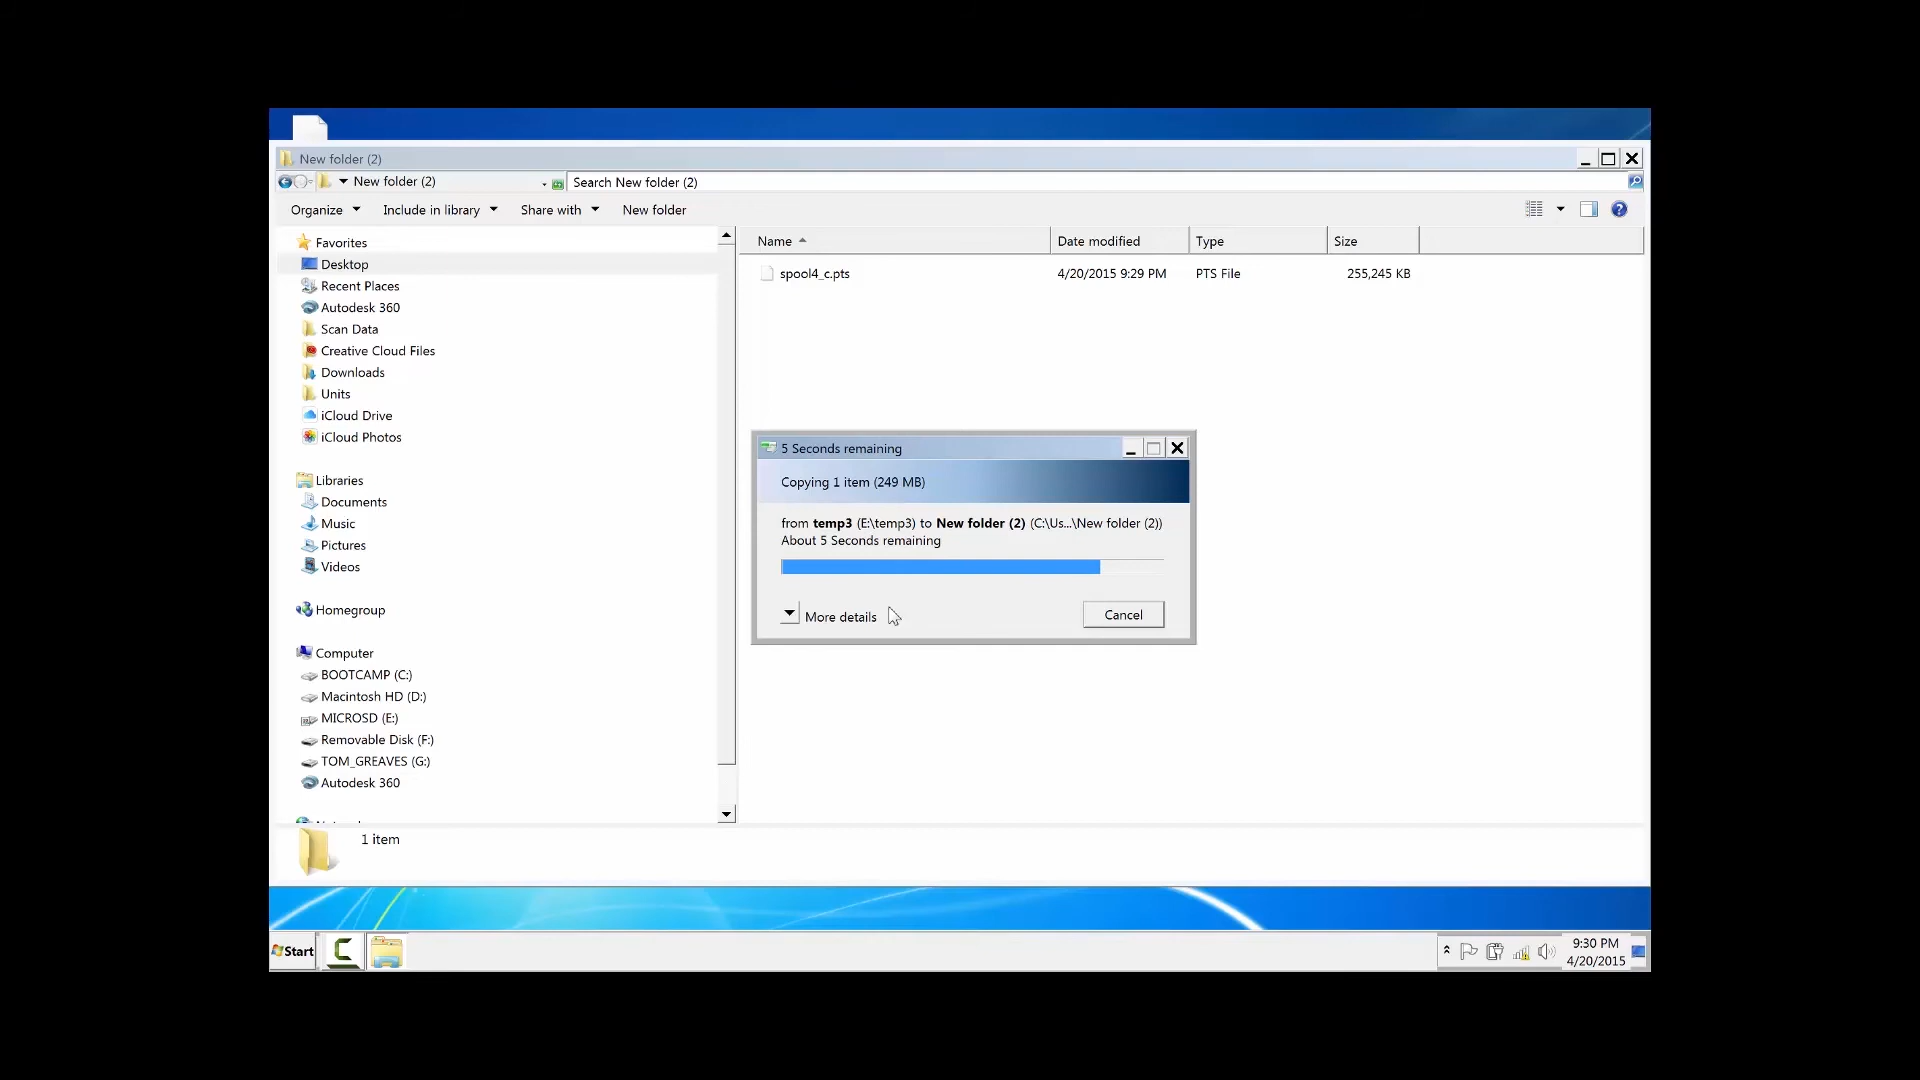 New folder (2)
New folder (2)
Search New folder (2)
Organize
Include in library
Share with
New folder
Favorites
Desktop
Recent Places
Autodesk 360
Scan Data
Creative Cloud Files
Downloads
Units
iCloud Drive
iCloud Photos
Libraries
Documents
Music
Pictures
Videos
Homegroup
Computer
BOOTCAMP (C:)
Macintosh HD (D:)
MICROSD (E:)
Removable Disk (F:)
TOM_GREAVES (G:)
Autodesk 360
Name
Date modified
Type
Size
spool4_c.pts
4/20/2015 9:29 PM
PTS File
255,245 KB
5 Seconds remaining
Copying 1 item (249 MB)
from temp3 (E:\temp3) to New folder (2) (C:\Us...\New folder (2))
About 5 Seconds remaining
More details
Cancel
1 item
Start
9:30 PM
4/20/2015